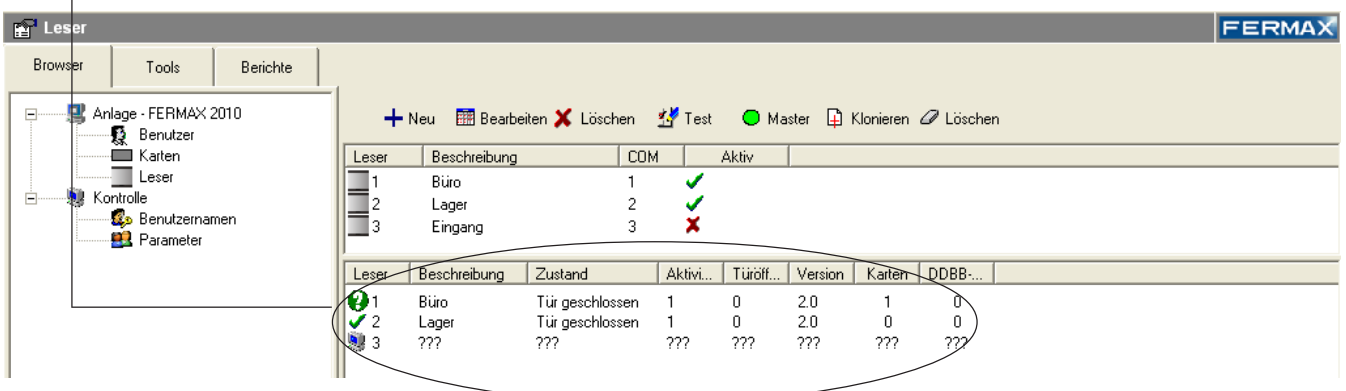 Leser FERMAX
Browser Tools Berichte
Anlage - FERMAX 2010
Benutzer
Karten
Leser
Kontrolle
Benutzernamen
Parameter
Neu Bearbeiten Löschen Test Master Klonieren Löschen
Leser Beschreibung COM Aktiv
1 Büro 1
2 Lager 2
3 Eingang 3
Leser Beschreibung Zustand Aktivi... Türöff... Version Karten DDBB-...
1 Büro Tür geschlossen 1 0 2.0 1 0
2 Lager Tür geschlossen 1 0 2.0 0 0
3 ??? ??? ??? ??? ??? ??? ???